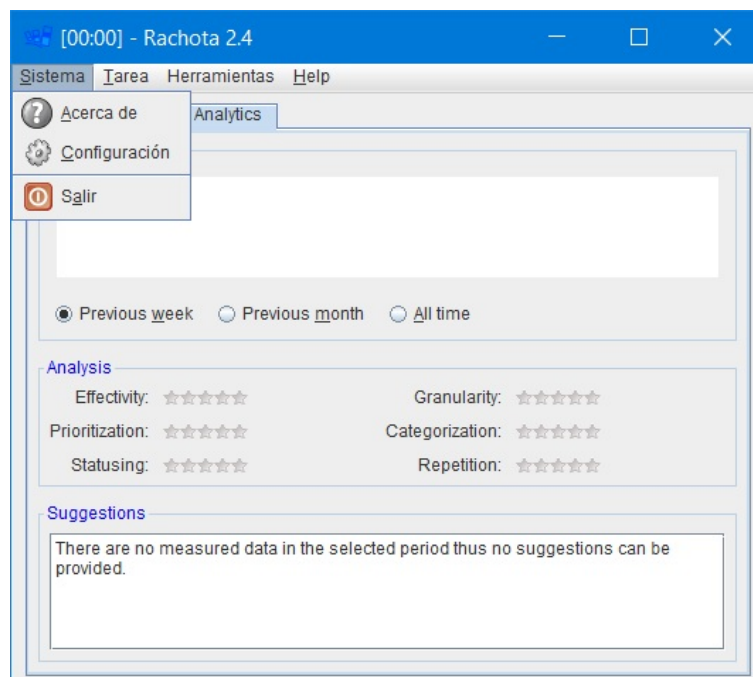 [00:00] - Rachota 2.4
Sistema Tarea Herramientas Help
Acerca de
Analytics
Configuración
Salir
Previous week Previous month All time
Analysis
Effectivity: Granularity:
Prioritization: Categorization:
Statusing: Repetition:
Suggestions
There are no measured data in the selected period thus no suggestions can be
provided.